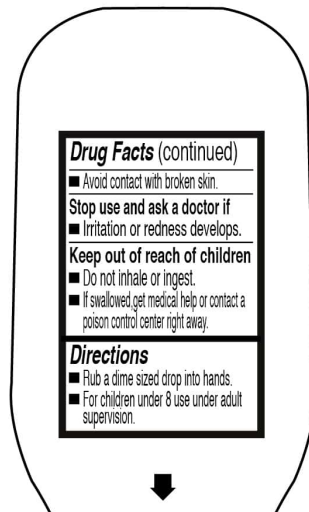 Drug Facts (continued)
■ Avoid contact with broken skin.
Stop use and ask a doctor if
■ Irritation or redness develops.
Keep out of reach of children
■ Do not inhale or ingest.
■ If swallowed,get medical help or contact a
poison control center right away.
Directions
■ Rub a dime sized drop into hands.
■ For children under 8 use under adult
supervision.